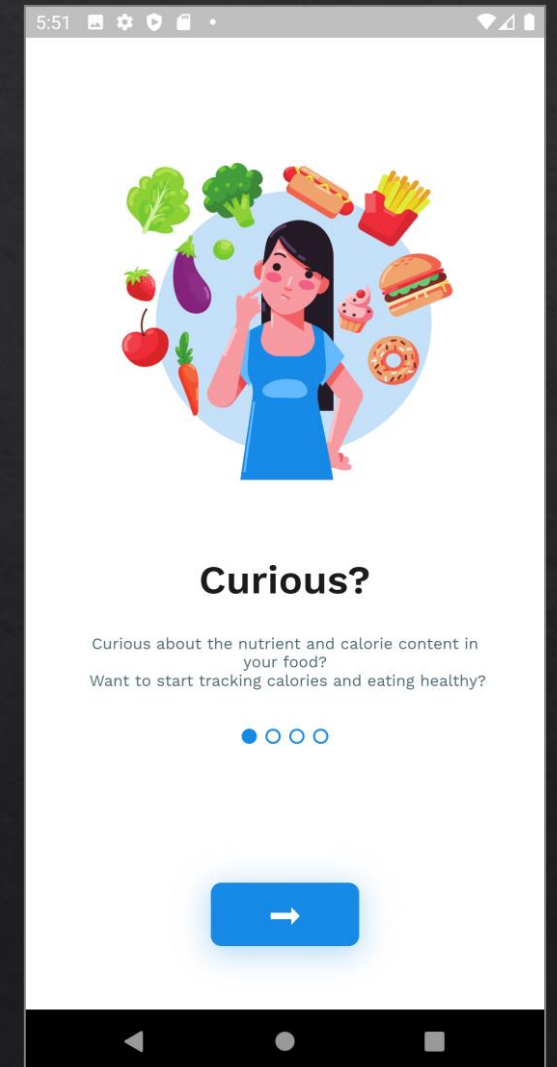 5:51
Curious?
Curious about the nutrient and calorie content in
your food?
Want to start tracking calories and eating healthy?